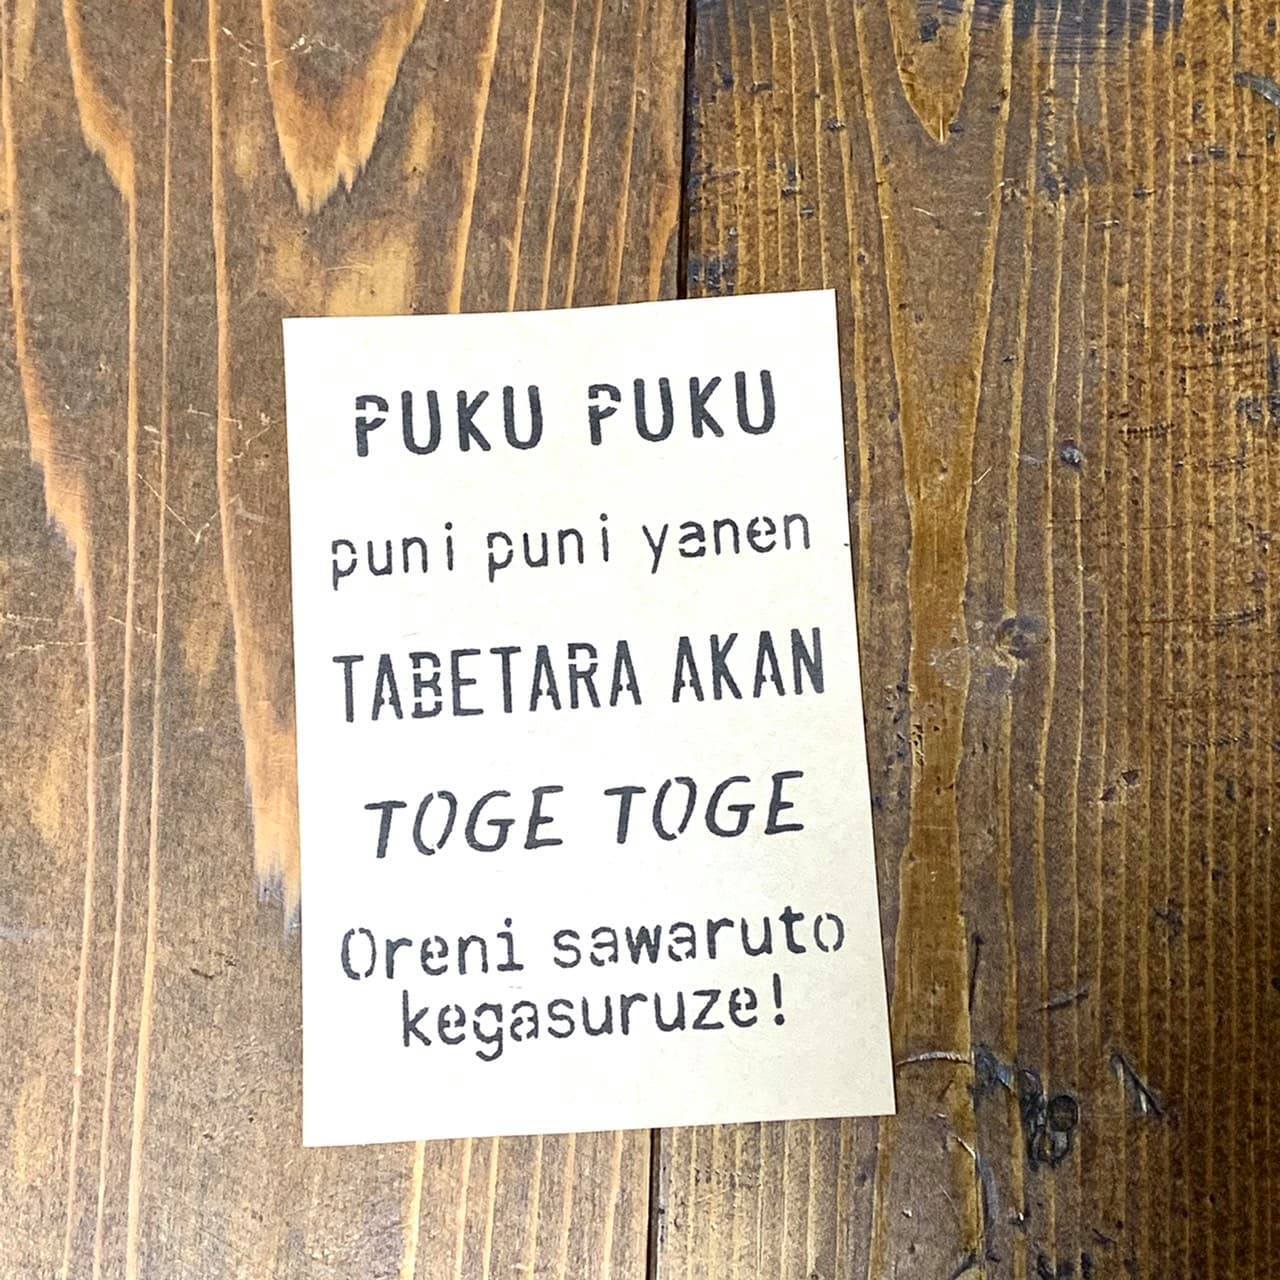 PUKU PUKU
puni puni yanen
TABETARA AKAN
TOGE TOGE
Oreni sawaruto
kegasuruze!